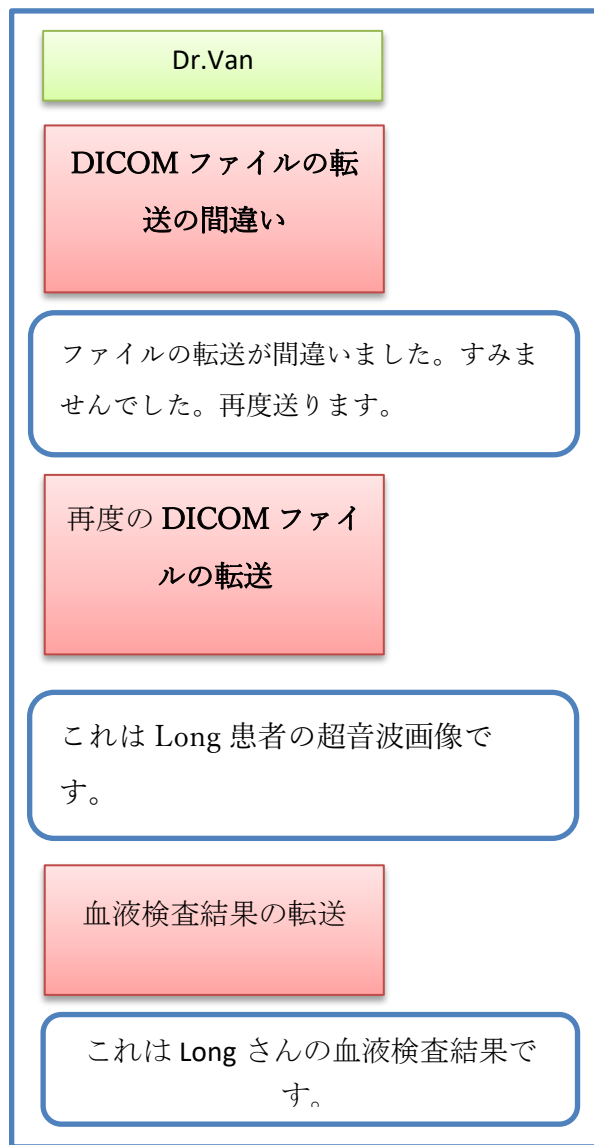 Dr.Van
DICOM ファイルの転
送の間違い
ファイルの転送が間違いました。すみま
せんでした。再度送ります。
再度の DICOM ファイ
ルの転送
これは Long 患者の超音波画像で
す。
血液検査結果の転送
これは Long さんの血液検査結果で
す。